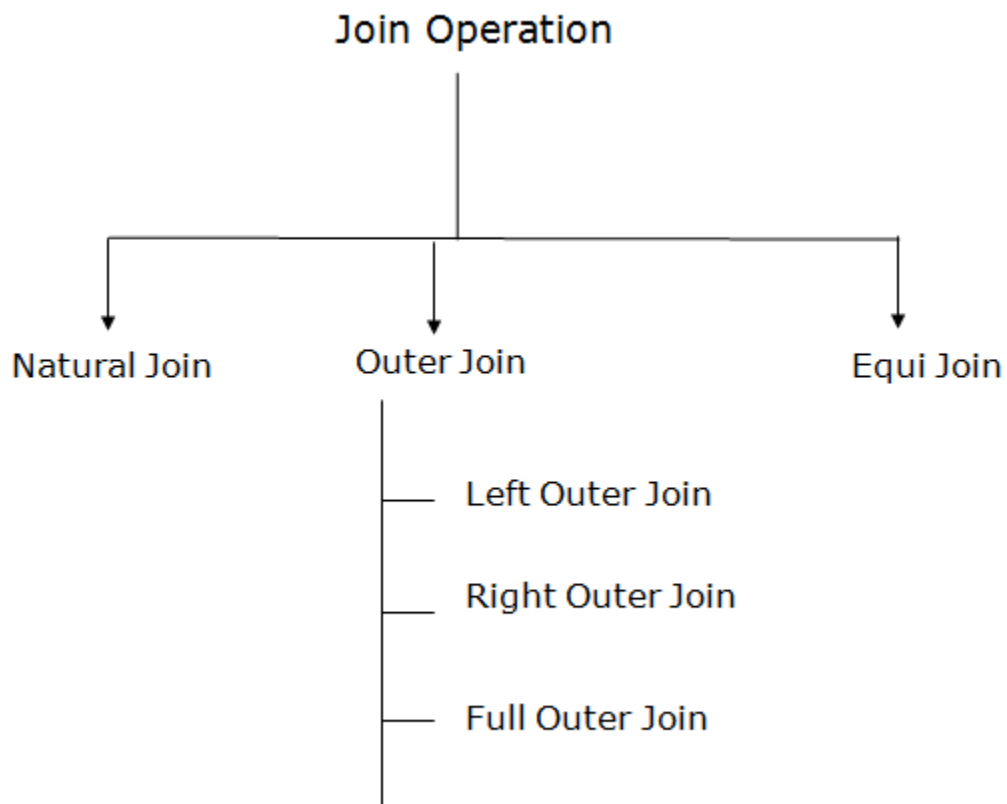 Join Operation
Natural Join
Outer Join
Equi Join
Left Outer Join
Right Outer Join
Full Outer Join